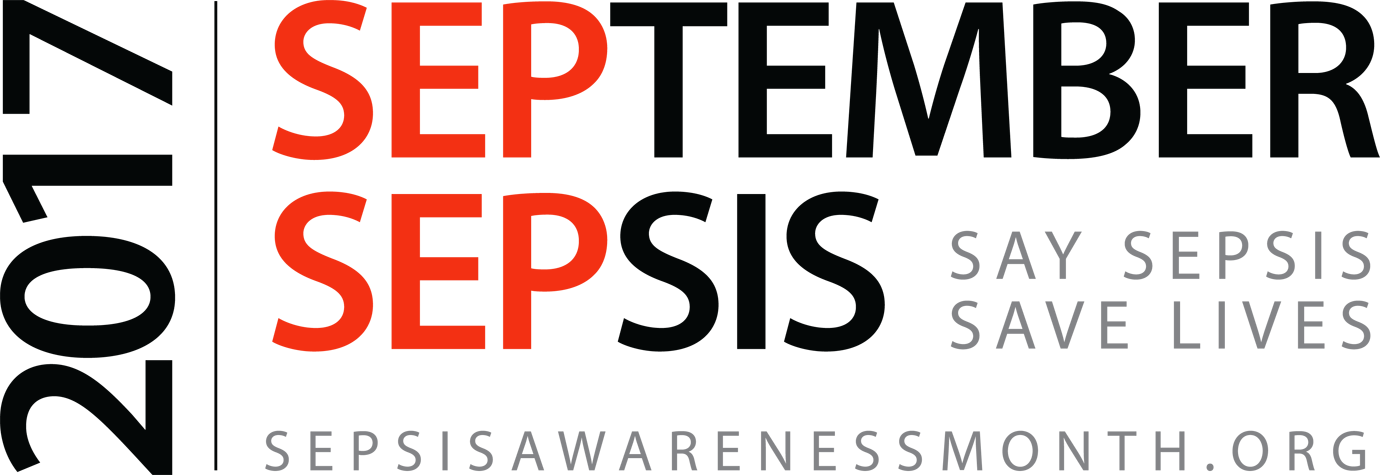 2017
SEPTEMBER
SEPSIS
SAY SEPSIS
SAVE LIVES
SEPSISAWARENESSMONTH.ORG